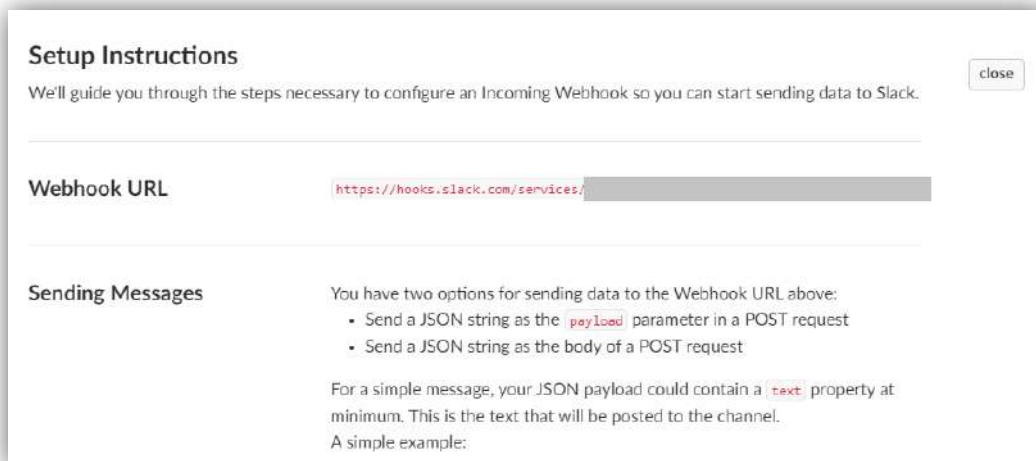 Setup Instructions
close
We'll guide you through the steps necessary to configure an Incoming Webhook so you can start sending data to Slack.
Webhook URL
https://hooks.slack.com/services/
Sending Messages
You have two options for sending data to the Webhook URL above:
• Send a JSON string as the payload parameter in a POST request
• Send a JSON string as the body of a POST request
For a simple message, your JSON payload could contain a text property at
minimum. This is the text that will be posted to the channel.
A simple example: